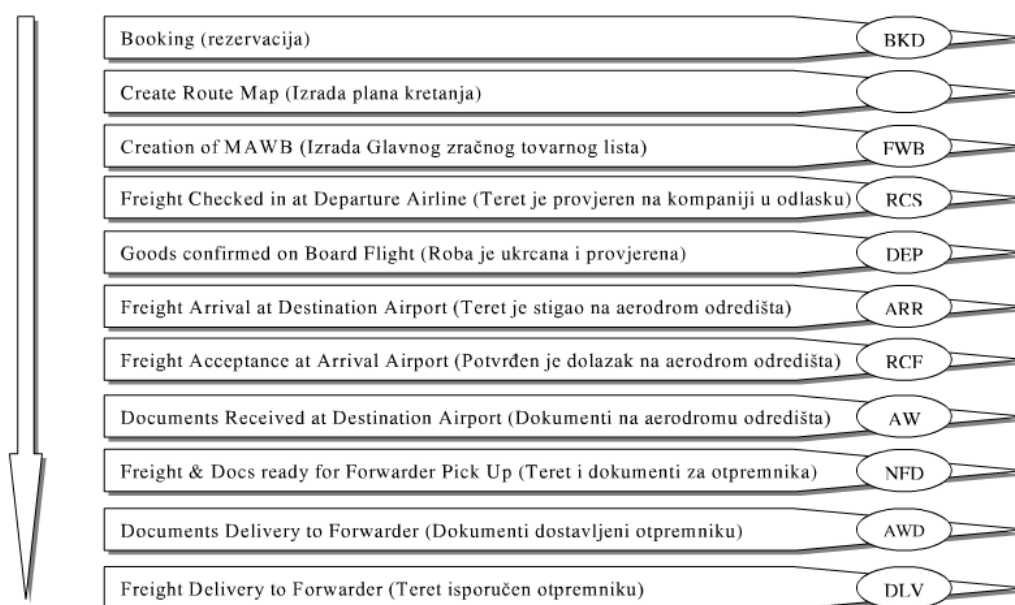 Booking (rezervacija) BKD
Create Route Map (Izrada plana kretanja)
Creation of MAWB (Izrada Glavnog zračnog tovarnog lista) FWB
Freight Checked in at Departure Airline (Teret je provjeren na kompaniji u odlasku) RCS
Goods confirmed on Board Flight (Roba je ukrcana i provjerena) DEP
Freight Arrival at Destination Airport (Teret je stigao na aerodrom odredišta) ARR
Freight Acceptance at Arrival Airport (Potvrđen je dolazak na aerodrom odredišta) RCF
Documents Received at Destination Airport (Dokumenti na aerodromu odredišta) AW
Freight & Docs ready for Forwarder Pick Up (Teret i dokumenti za otpremnika) NFD
Documents Delivery to Forwarder (Dokumenti dostavljeni otpremniku) AWD
Freight Delivery to Forwarder (Teret isporučen otpremniku) DLV